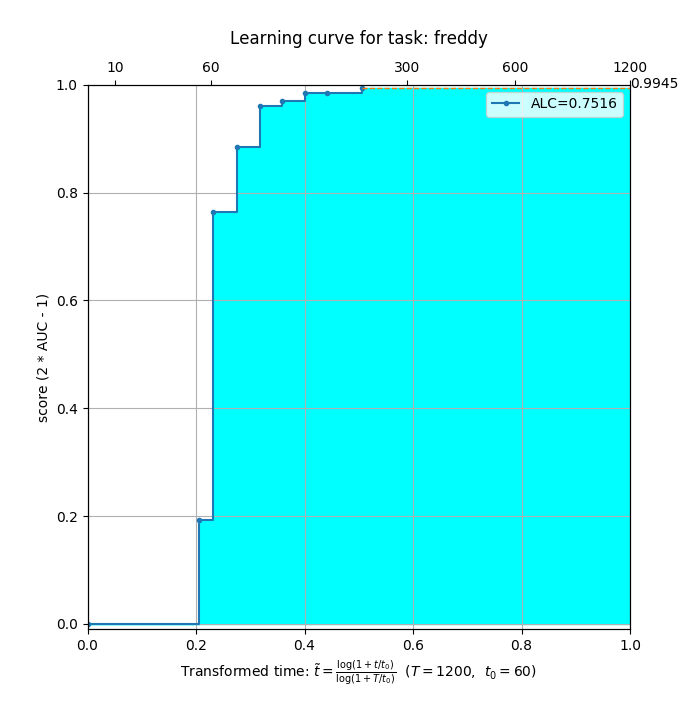 Learning curve for task: freddy
10 60 300 600 1200
1.0 0.9945
ALC=0.7516
0.8
0.6
0.4
0.2
0.0
score (2 * AUC - 1)
0.0 0.2 0.4 0.6 0.8 1.0
Transformed time: t̃ = log(1 + t/t₀) / log(1 + T/t₀) (T = 1200, t₀ = 60)